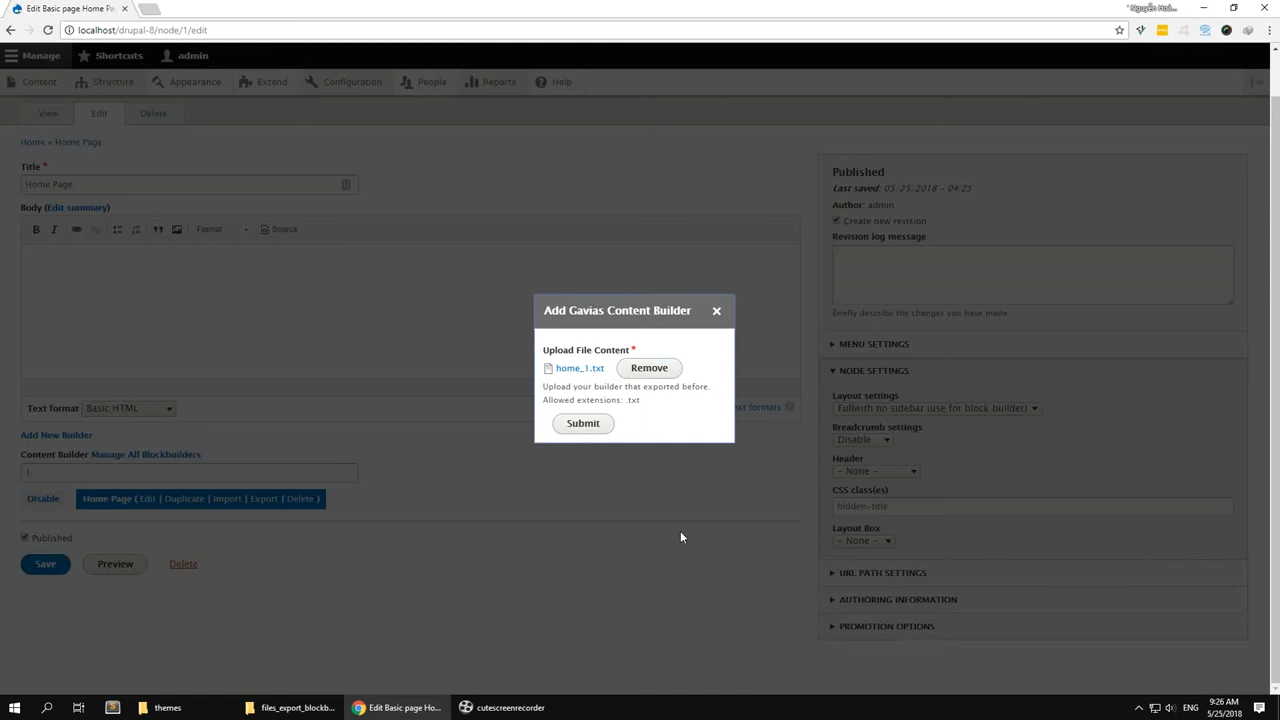 Edit Basic page Home Pa
Nguyễn Hoà...
localhost/drupal-8/node/1/edit
Manage
Shortcuts
admin
Content
Structure
Appearance
Extend
Configuration
People
Reports
Help
View
Edit
Delete
Home » Home Page
Title *
Home Page
Body (Edit summary)
Format
Source
Text format
Basic HTML
ext formats
Add New Builder
Content Builder Manage All Blockbuilders
1
Disable
Home Page ( Edit | Duplicate | Import | Export | Delete )
Published
Save
Preview
Delete
Add Gavias Content Builder
Upload File Content *
home_1.txt
Remove
Upload your builder that exported before.
Allowed extensions: .txt
Submit
Published
Last saved: 05/25/2018 - 04:25
Author: admin
Create new revision
Revision log message
Briefly describe the changes you have made.
MENU SETTINGS
NODE SETTINGS
Layout settings
Fullwith no sidebar (use for block builder)
Breadcrumb settings
Disable
Header
- None -
CSS class(es)
hidden-title
Layout Box
- None -
URL PATH SETTINGS
AUTHORING INFORMATION
PROMOTION OPTIONS
themes
files_export_blockb...
Edit Basic page Ho...
cutescreenrecorder
ENG
9:26 AM
5/25/2018